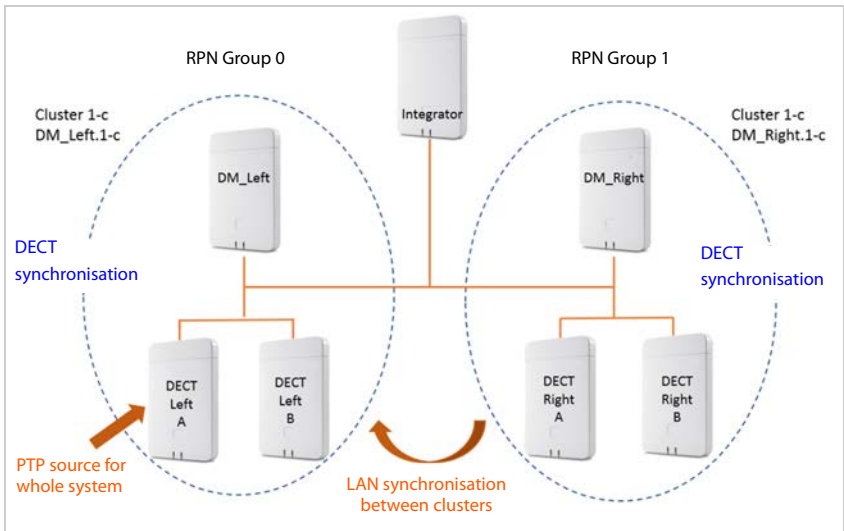 RPN Group 0
RPN Group 1
Integrator
Cluster 1-c
DM_Left.1-c
Cluster 1-c
DM_Right.1-c
DM_Left
DM_Right
DECT
synchronisation
DECT
synchronisation
DECT
Left
A
DECT
Left
B
DECT
Right
A
DECT
Right
B
PTP source for
whole system
LAN synchronisation
between clusters